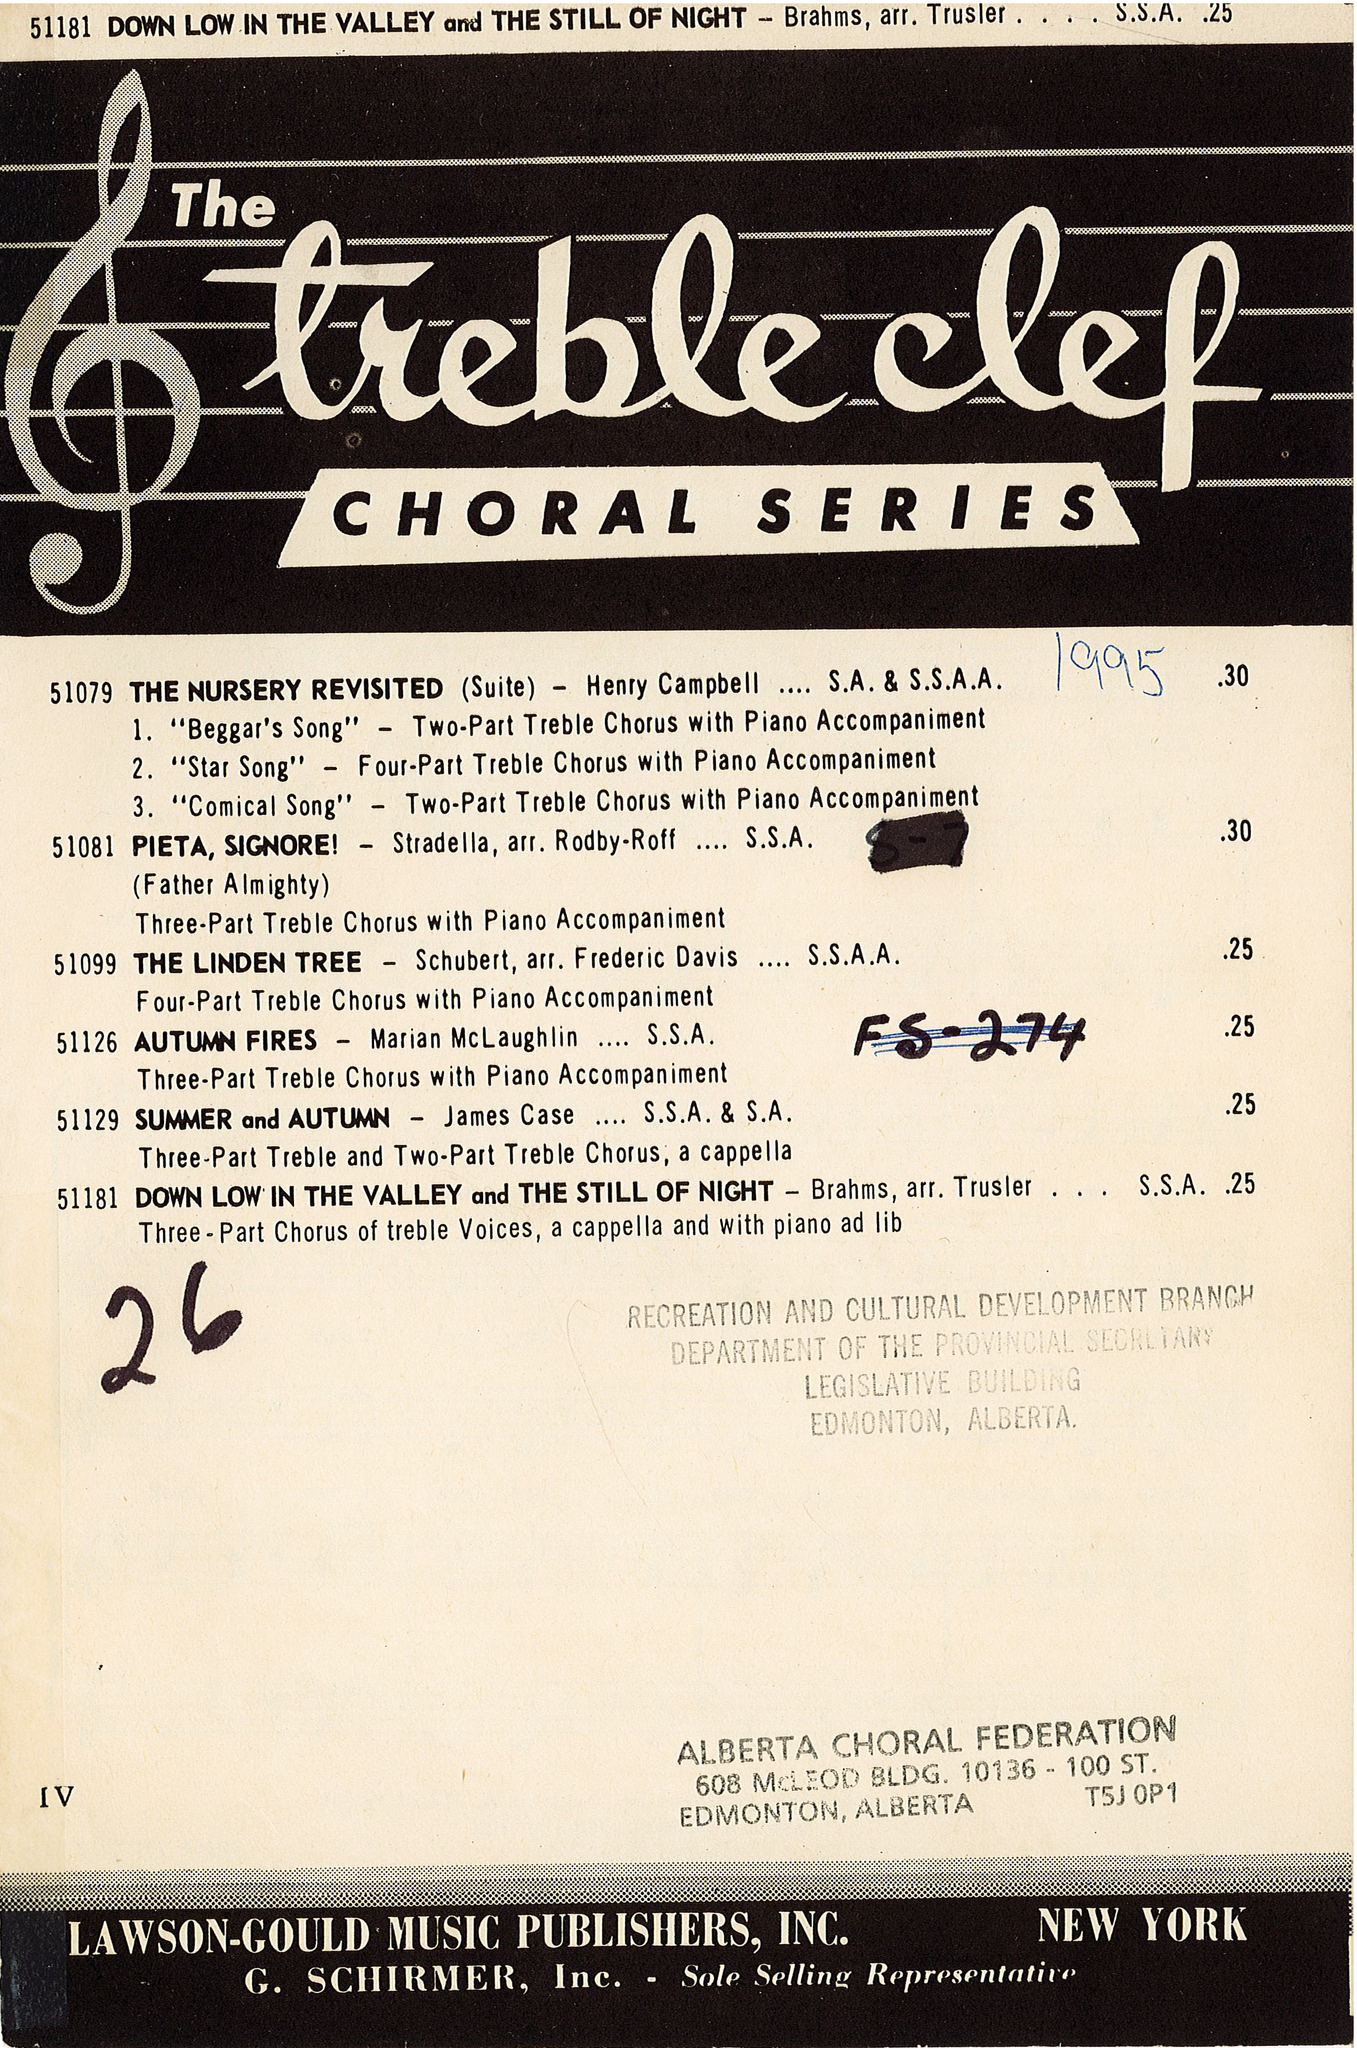 51181 DOWN LOW IN THE VALLEY and THE STILL OF NIGHT – Brahms, arr. Trusler . . . . S.S.A. .25
The
treble clef
CHORAL SERIES
1995
51079 THE NURSERY REVISITED (Suite) – Henry Campbell .... S.A. & S.S.A.A. .30
1. "Beggar's Song" – Two-Part Treble Chorus with Piano Accompaniment
2. "Star Song" – Four-Part Treble Chorus with Piano Accompaniment
3. "Comical Song" – Two-Part Treble Chorus with Piano Accompaniment
51081 PIETA, SIGNORE! – Stradella, arr. Rodby-Roff .... S.S.A. .30
S-7
(Father Almighty)
Three-Part Treble Chorus with Piano Accompaniment
51099 THE LINDEN TREE – Schubert, arr. Frederic Davis .... S.S.A.A. .25
Four-Part Treble Chorus with Piano Accompaniment
51126 AUTUMN FIRES – Marian McLaughlin .... S.S.A. .25
FS-274
Three-Part Treble Chorus with Piano Accompaniment
51129 SUMMER and AUTUMN – James Case .... S.S.A. & S.A. .25
Three-Part Treble and Two-Part Treble Chorus, a cappella
51181 DOWN LOW IN THE VALLEY and THE STILL OF NIGHT – Brahms, arr. Trusler . . . S.S.A. .25
Three-Part Chorus of treble Voices, a cappella and with piano ad lib
26
RECREATION AND CULTURAL DEVELOPMENT BRANCH
DEPARTMENT OF THE PROVINCIAL SECRETARY
LEGISLATIVE BUILDING
EDMONTON, ALBERTA.
ALBERTA CHORAL FEDERATION
608 McLEOD BLDG. 10136 - 100 ST.
EDMONTON, ALBERTA T5J 0P1
IV
LAWSON-GOULD MUSIC PUBLISHERS, INC. NEW YORK
G. SCHIRMER, Inc. - Sole Selling Representative